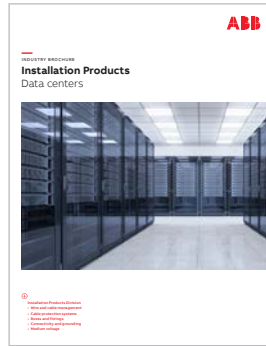 ABB
INDUSTRY BROCHURE
Installation Products
Data centers
Installation Products Division
• Wire and cable management
• Cable protection systems
• Boxes and fittings
• Connectivity and grounding
• Medium voltage